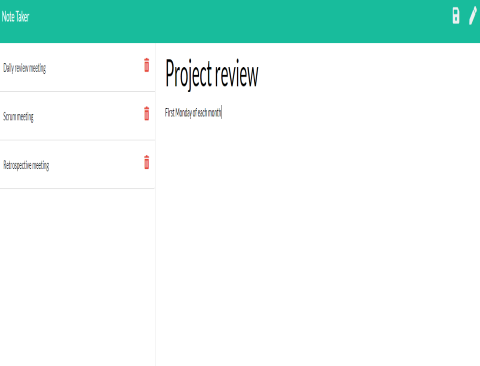 Note Taker
Daily review meeting
Scrum meeting
Retrospective meeting
Project review
First Monday of each month